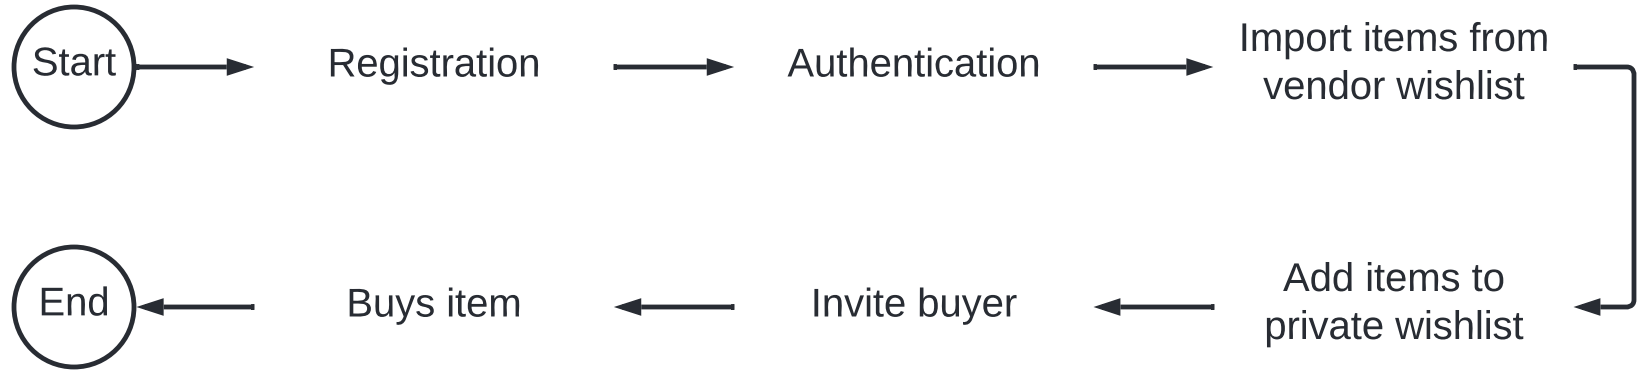 Start
Registration
Authentication
Import items from
vendor wishlist
Add items to
private wishlist
Invite buyer
Buys item
End